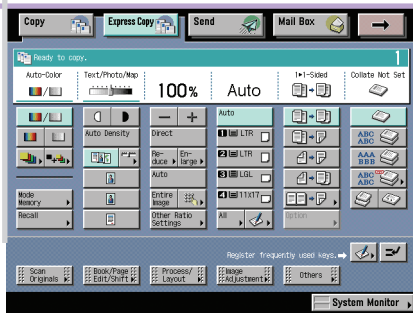 Copy
Express Copy
Send
Mail Box
Ready to copy.
1
Auto-Color
Text/Photo/Map
1▸1-Sided
Collate Not Set
100%
Auto
Auto Density
Direct
Re-duce
En-large
Auto
Entire Image
Other Ratio Settings
Auto
1 LTR
2 LTR
3 LGL
4 11x17
All
Option
ABC ABC
AAA BBB
ABC ABC
Mode Memory
Recall
Register frequently used keys.
Scan Originals
Book/Page Edit/Shift
Process/ Layout
Image Adjustment
Others
System Monitor